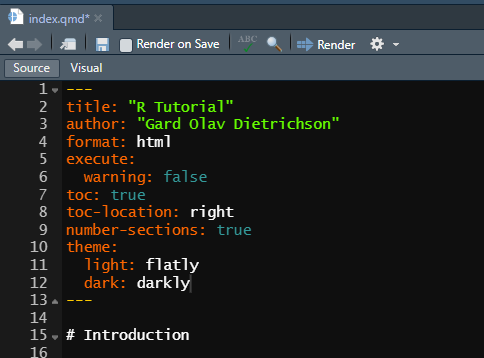 index.qmd*
Render on Save ABC Render
Source Visual
1 ---
2 title: "R Tutorial"
3 author: "Gard Olav Dietrichson"
4 format: html
5 execute:
6   warning: false
7 toc: true
8 toc-location: right
9 number-sections: true
10 theme:
11   light: flatly
12   dark: darkly
13 ---
14
15 # Introduction
16